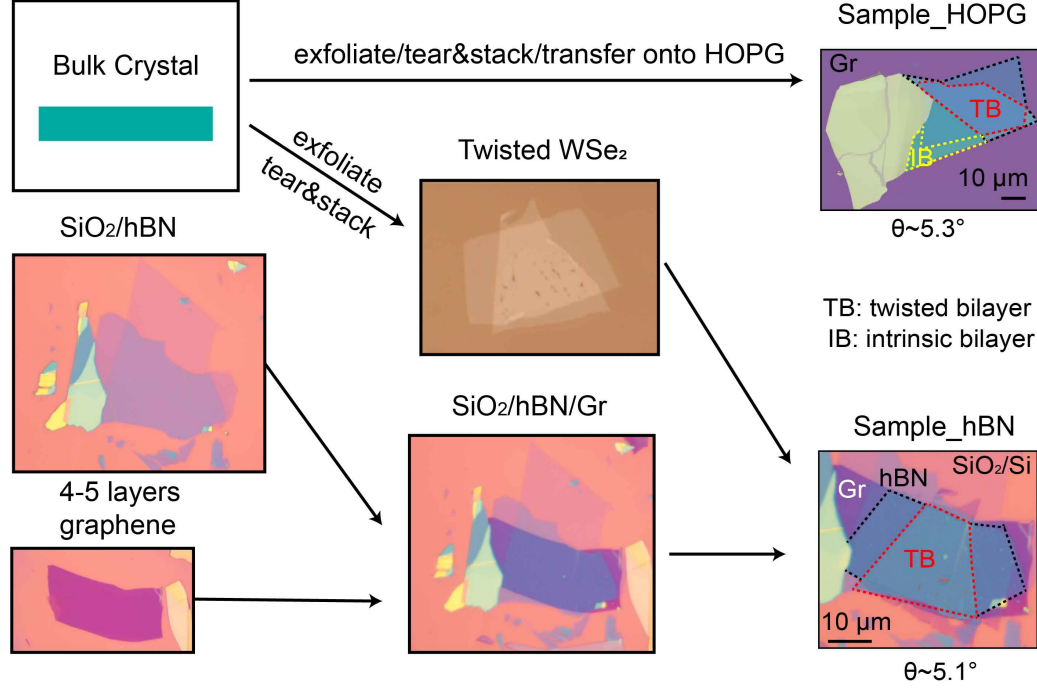 Sample_HOPG
Bulk Crystal
exfoliate/tear&stack/transfer onto HOPG
Gr
TB
IB
10 μm
θ~5.3°
exfoliate
tear&stack
Twisted WSe₂
SiO₂/hBN
TB: twisted bilayer
IB: intrinsic bilayer
SiO₂/hBN/Gr
4-5 layers
graphene
Sample_hBN
SiO₂/Si
Gr
hBN
TB
10 μm
θ~5.1°